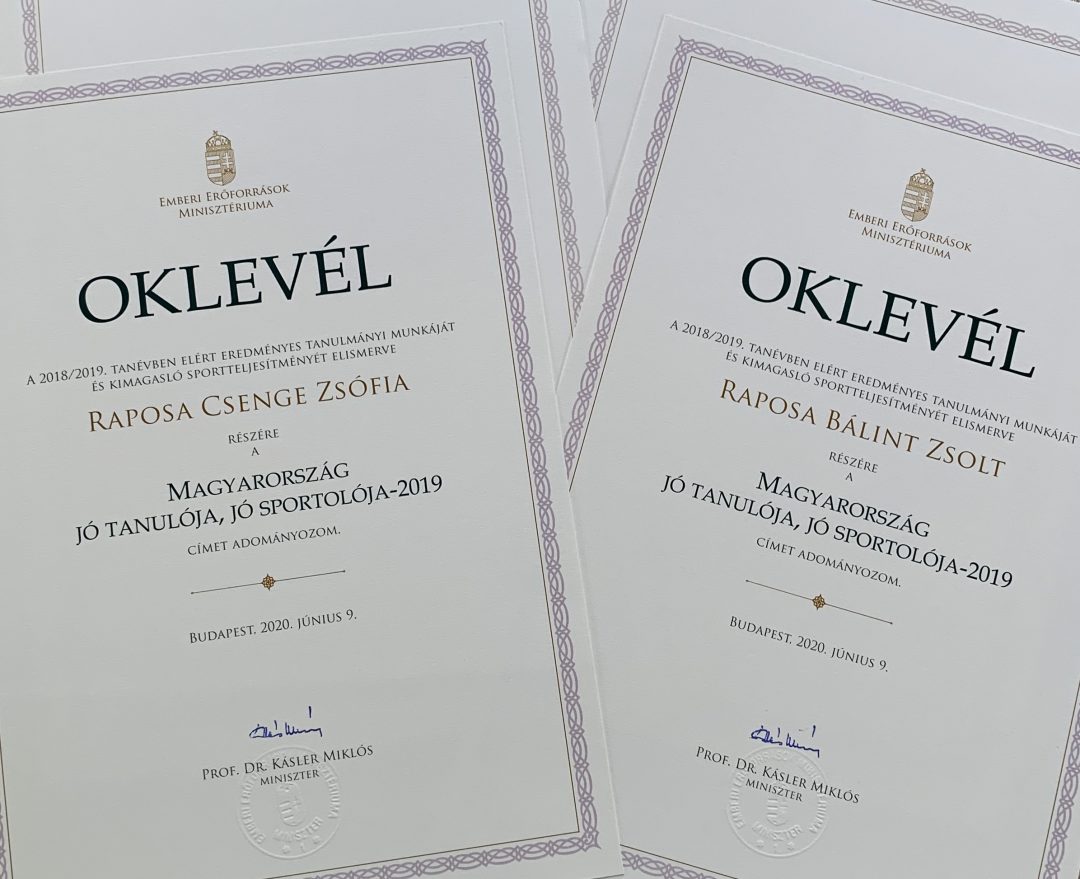 Emberi Erőforrások
Minisztériuma
OKLEVÉL
A 2018/2019. TANÉVBEN ELÉRT EREDMÉNYES TANULMÁNYI MUNKÁJÁT
ÉS KIMAGASLÓ SPORTTELJESÍTMÉNYÉT ELISMERVE
Raposa Csenge Zsófia
RÉSZÉRE
A
Magyarország
JÓ TANULÓJA, JÓ SPORTOLÓJA-2019
CÍMET ADOMÁNYOZOM.
Budapest, 2020. június 9.
Prof. Dr. Kásler Miklós
MINISZTER
MINISZTER
Emberi Erőforrások
Minisztériuma
OKLEVÉL
A 2018/2019. TANÉVBEN ELÉRT EREDMÉNYES TANULMÁNYI MUNKÁJÁT
ÉS KIMAGASLÓ SPORTTELJESÍTMÉNYÉT ELISMERVE
Raposa Bálint Zsolt
RÉSZÉRE
A
Magyarország
JÓ TANULÓJA, JÓ SPORTOLÓJA-2019
CÍMET ADOMÁNYOZOM.
Budapest, 2020. június 9.
Prof. Dr. Kásler Miklós
MINISZTER
MINISZTER